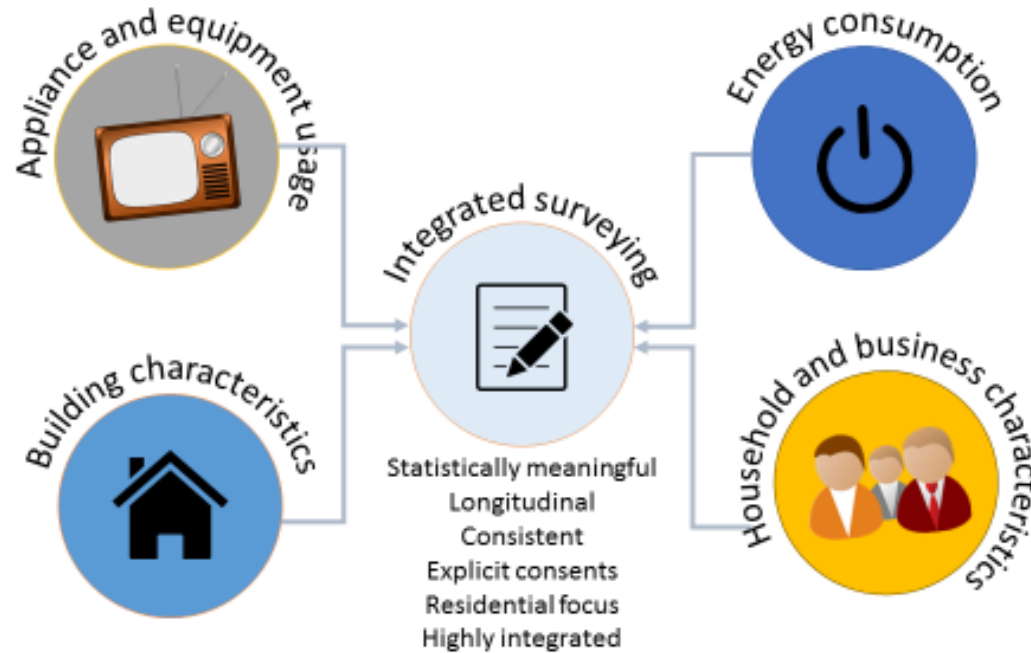 Appliance and equipment usage
Energy consumption
Integrated surveying
Building characteristics
Household and business characteristics
Statistically meaningful
Longitudinal
Consistent
Explicit consents
Residential focus
Highly integrated